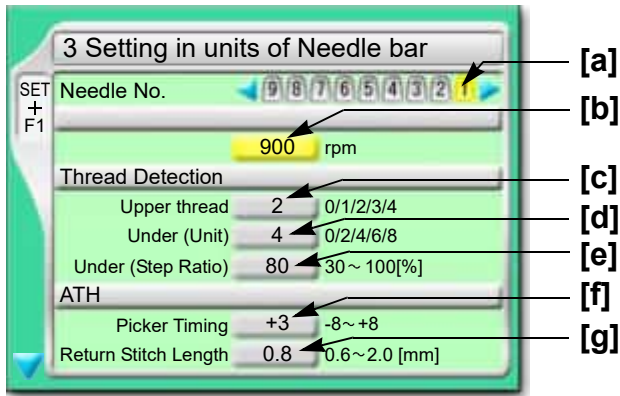 3 Setting in units of Needle bar
[a]
SET
+
F1
Needle No. 9 8 7 6 5 4 3 2 1
[b]
900 rpm
Thread Detection
[c]
Upper thread 2 0/1/2/3/4
[d]
Under (Unit) 4 0/2/4/6/8
[e]
Under (Step Ratio) 80 30~100[%]
ATH
[f]
Picker Timing +3 -8~+8
[g]
Return Stitch Length 0.8 0.6~2.0 [mm]